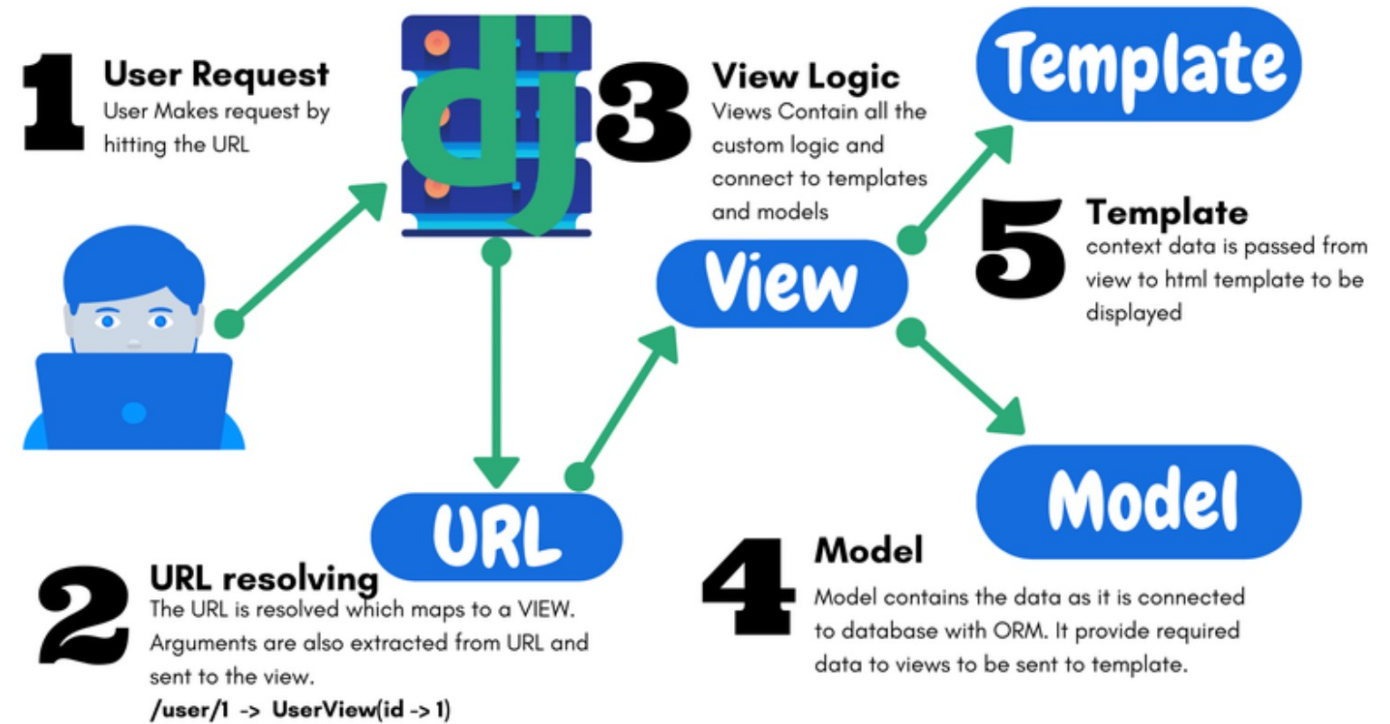 1
User Request
User Makes request by
hitting the URL
dj
3
View Logic
Views Contain all the
custom logic and
connect to templates
and models
Template
5
Template
context data is passed from
view to html template to be
displayed
View
URL
2
URL resolving
The URL is resolved which maps to a VIEW.
Arguments are also extracted from URL and
sent to the view.
/user/1 -> UserView(id -> 1)
Model
4
Model
Model contains the data as it is connected
to database with ORM. It provide required
data to views to be sent to template.